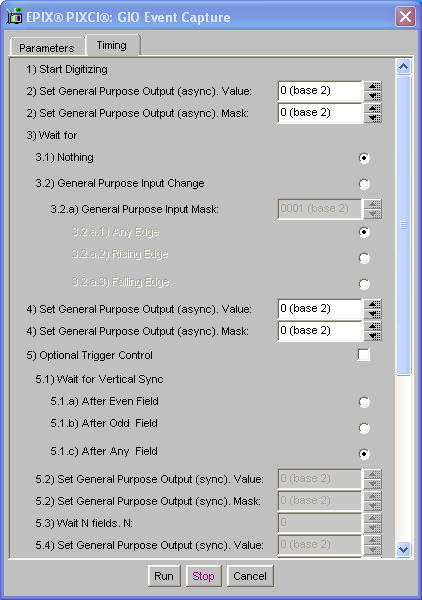 EPIX® PIXCI®: GIO Event Capture
Parameters Timing
1) Start Digitizing
2) Set General Purpose Output (async). Value: 0 (base 2)
2) Set General Purpose Output (async). Mask: 0 (base 2)
3) Wait for
3.1) Nothing
3.2) General Purpose Input Change
3.2.a) General Purpose Input Mask: 0001 (base 2)
3.2.a.1) Any Edge
3.2.a.2) Rising Edge
3.2.a.3) Falling Edge
4) Set General Purpose Output (async). Value: 0 (base 2)
4) Set General Purpose Output (async). Mask: 0 (base 2)
5) Optional Trigger Control
5.1) Wait for Vertical Sync
5.1.a) After Even Field
5.1.b) After Odd Field
5.1.c) After Any Field
5.2) Set General Purpose Output (sync). Value: 0 (base 2)
5.2) Set General Purpose Output (sync). Mask: 0 (base 2)
5.3) Wait N fields. N: 0
5.4) Set General Purpose Output (sync). Value: 0 (base 2)
Run Stop Cancel